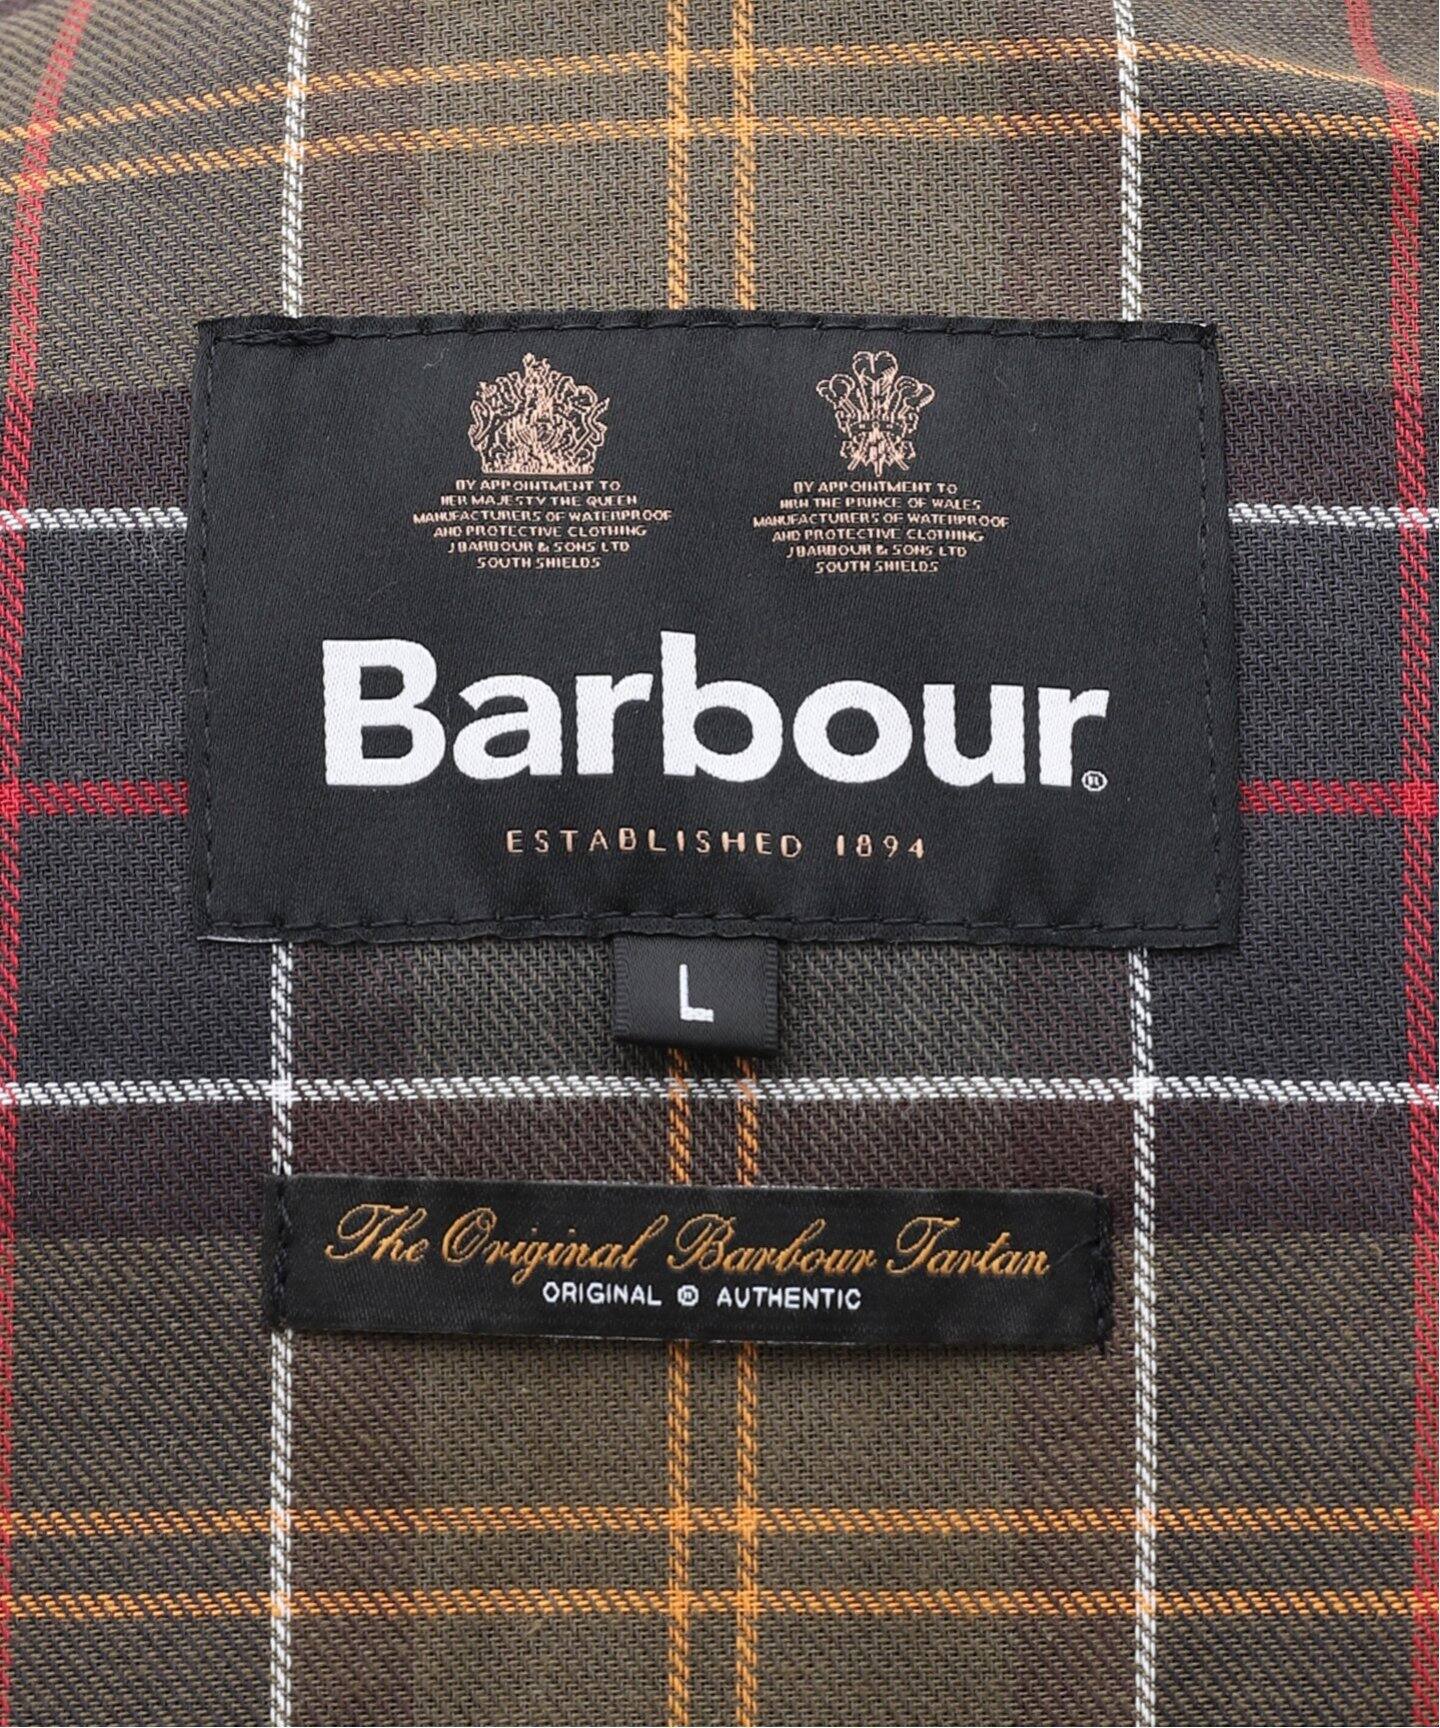 BY APPOINTMENT TO
HER MAJESTY THE QUEEN
MANUFACTURERS OF WATERPROOF
AND PROTECTIVE CLOTHING
J BARBOUR & SONS LTD
SOUTH SHIELDS
BY APPOINTMENT TO
HRH THE PRINCE OF WALES
MANUFACTURERS OF WATERPROOF
AND PROTECTIVE CLOTHING
J BARBOUR & SONS LTD
SOUTH SHIELDS
Barbour®
ESTABLISHED 1894
L
The Original Barbour Tartan
ORIGINAL ® AUTHENTIC